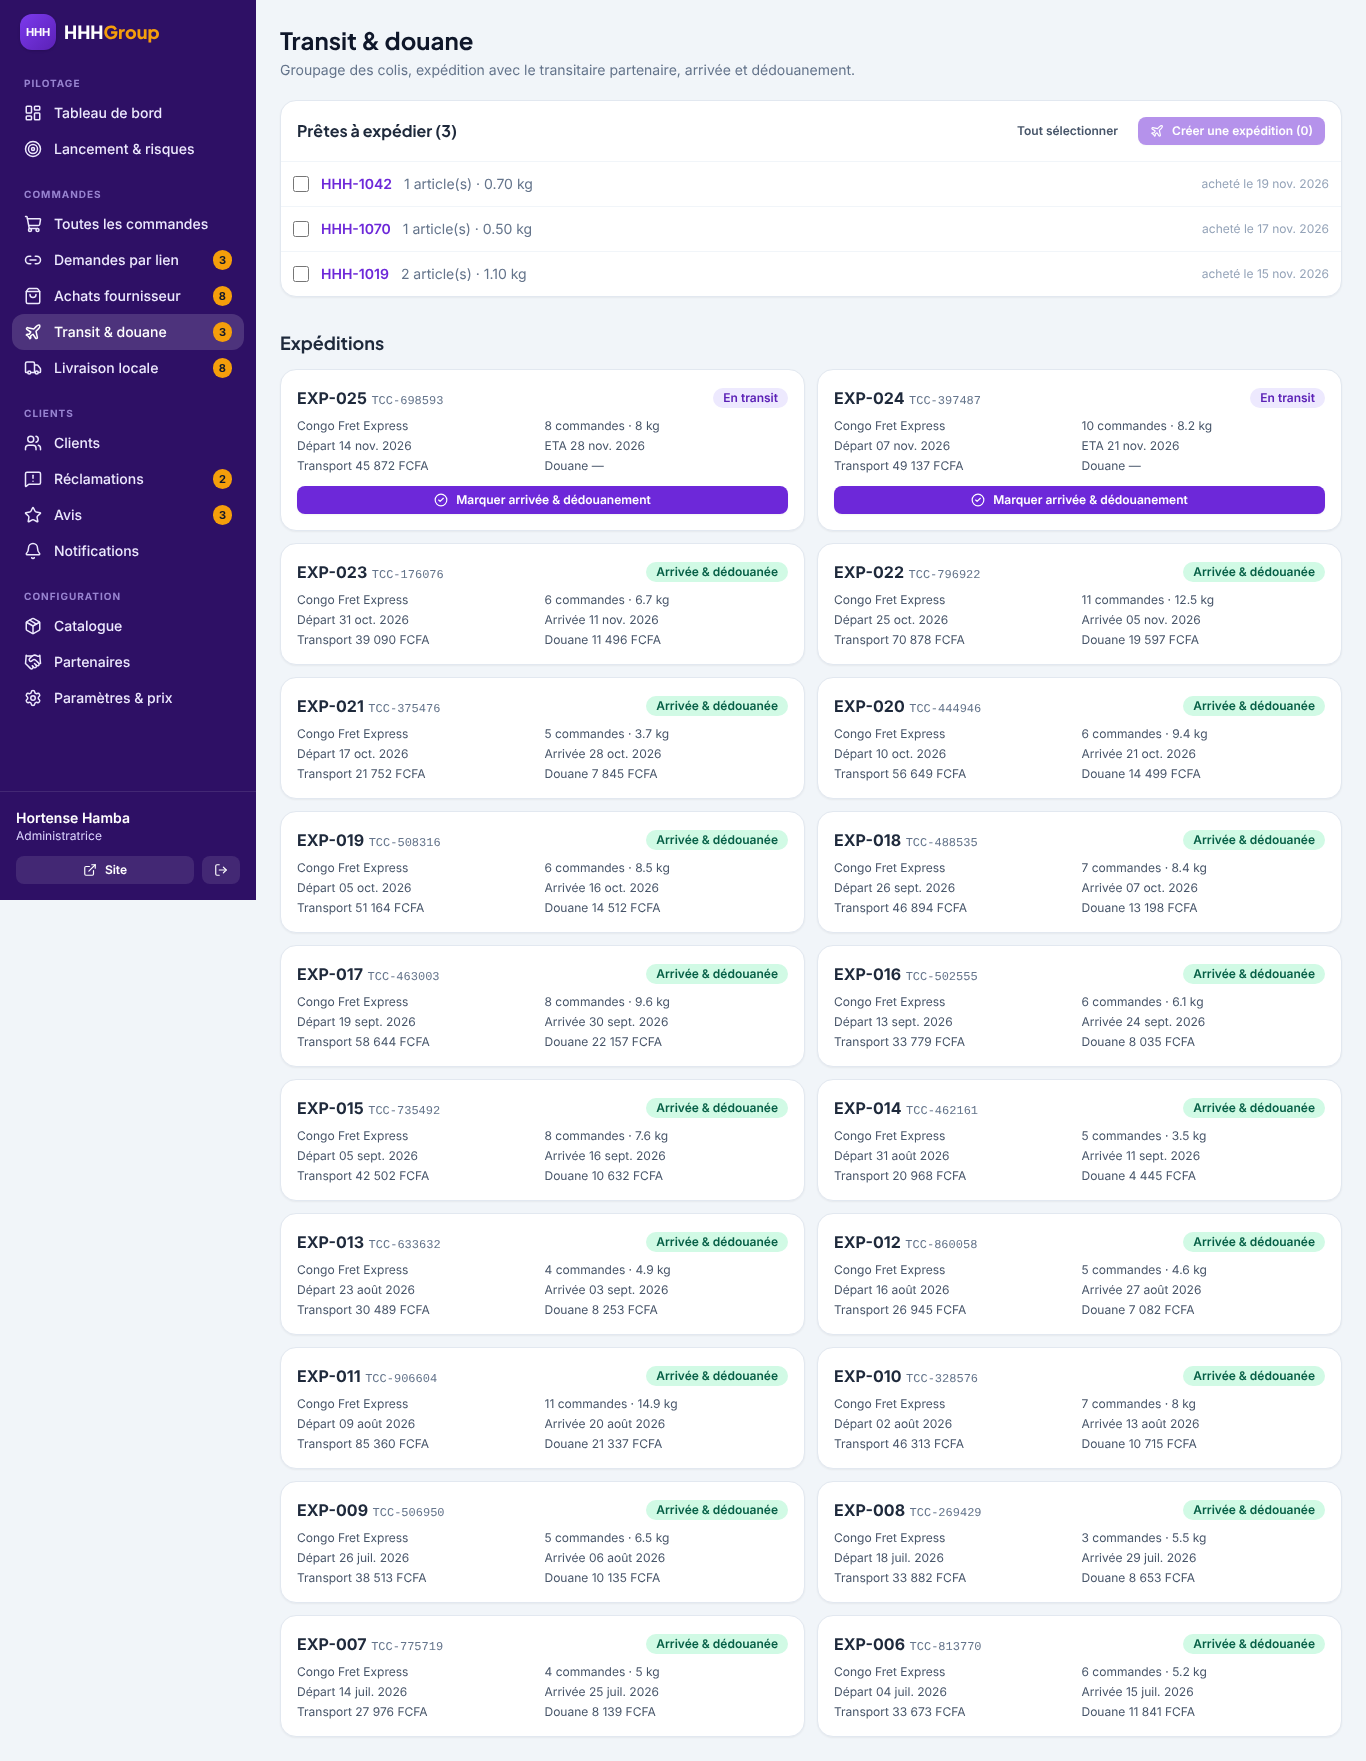 HHH HHHGroup
PILOTAGE
Tableau de bord
Lancement & risques
COMMANDES
Toutes les commandes
Demandes par lien 3
Achats fournisseur 8
Transit & douane 3
Livraison locale 8
CLIENTS
Clients
Réclamations 2
Avis 3
Notifications
CONFIGURATION
Catalogue
Partenaires
Paramètres & prix
Hortense Hamba
Administratrice
Site
Transit & douane
Groupage des colis, expédition avec le transitaire partenaire, arrivée et dédouanement.
Prêtes à expédier (3) Tout sélectionner Créer une expédition (0)
HHH-1042 1 article(s) · 0.70 kg acheté le 19 nov. 2026
HHH-1070 1 article(s) · 0.50 kg acheté le 17 nov. 2026
HHH-1019 2 article(s) · 1.10 kg acheté le 15 nov. 2026
Expéditions
EXP-025 TCC-698593 En transit
Congo Fret Express 8 commandes · 8 kg
Départ 14 nov. 2026 ETA 28 nov. 2026
Transport 45 872 FCFA Douane —
Marquer arrivée & dédouanement
EXP-024 TCC-397487 En transit
Congo Fret Express 10 commandes · 8.2 kg
Départ 07 nov. 2026 ETA 21 nov. 2026
Transport 49 137 FCFA Douane —
Marquer arrivée & dédouanement
EXP-023 TCC-176076 Arrivée & dédouanée
Congo Fret Express 6 commandes · 6.7 kg
Départ 31 oct. 2026 Arrivée 11 nov. 2026
Transport 39 090 FCFA Douane 11 496 FCFA
EXP-022 TCC-796922 Arrivée & dédouanée
Congo Fret Express 11 commandes · 12.5 kg
Départ 25 oct. 2026 Arrivée 05 nov. 2026
Transport 70 878 FCFA Douane 19 597 FCFA
EXP-021 TCC-375476 Arrivée & dédouanée
Congo Fret Express 5 commandes · 3.7 kg
Départ 17 oct. 2026 Arrivée 28 oct. 2026
Transport 21 752 FCFA Douane 7 845 FCFA
EXP-020 TCC-444946 Arrivée & dédouanée
Congo Fret Express 6 commandes · 9.4 kg
Départ 10 oct. 2026 Arrivée 21 oct. 2026
Transport 56 649 FCFA Douane 14 499 FCFA
EXP-019 TCC-508316 Arrivée & dédouanée
Congo Fret Express 6 commandes · 8.5 kg
Départ 05 oct. 2026 Arrivée 16 oct. 2026
Transport 51 164 FCFA Douane 14 512 FCFA
EXP-018 TCC-488535 Arrivée & dédouanée
Congo Fret Express 7 commandes · 8.4 kg
Départ 26 sept. 2026 Arrivée 07 oct. 2026
Transport 46 894 FCFA Douane 13 198 FCFA
EXP-017 TCC-463003 Arrivée & dédouanée
Congo Fret Express 8 commandes · 9.6 kg
Départ 19 sept. 2026 Arrivée 30 sept. 2026
Transport 58 644 FCFA Douane 22 157 FCFA
EXP-016 TCC-502555 Arrivée & dédouanée
Congo Fret Express 6 commandes · 6.1 kg
Départ 13 sept. 2026 Arrivée 24 sept. 2026
Transport 33 779 FCFA Douane 8 035 FCFA
EXP-015 TCC-735492 Arrivée & dédouanée
Congo Fret Express 8 commandes · 7.6 kg
Départ 05 sept. 2026 Arrivée 16 sept. 2026
Transport 42 502 FCFA Douane 10 632 FCFA
EXP-014 TCC-462161 Arrivée & dédouanée
Congo Fret Express 5 commandes · 3.5 kg
Départ 31 août 2026 Arrivée 11 sept. 2026
Transport 20 968 FCFA Douane 4 445 FCFA
EXP-013 TCC-633632 Arrivée & dédouanée
Congo Fret Express 4 commandes · 4.9 kg
Départ 23 août 2026 Arrivée 03 sept. 2026
Transport 30 489 FCFA Douane 8 253 FCFA
EXP-012 TCC-860058 Arrivée & dédouanée
Congo Fret Express 5 commandes · 4.6 kg
Départ 16 août 2026 Arrivée 27 août 2026
Transport 26 945 FCFA Douane 7 082 FCFA
EXP-011 TCC-906604 Arrivée & dédouanée
Congo Fret Express 11 commandes · 14.9 kg
Départ 09 août 2026 Arrivée 20 août 2026
Transport 85 360 FCFA Douane 21 337 FCFA
EXP-010 TCC-328576 Arrivée & dédouanée
Congo Fret Express 7 commandes · 8 kg
Départ 02 août 2026 Arrivée 13 août 2026
Transport 46 313 FCFA Douane 10 715 FCFA
EXP-009 TCC-506950 Arrivée & dédouanée
Congo Fret Express 5 commandes · 6.5 kg
Départ 26 juil. 2026 Arrivée 06 août 2026
Transport 38 513 FCFA Douane 10 135 FCFA
EXP-008 TCC-269429 Arrivée & dédouanée
Congo Fret Express 3 commandes · 5.5 kg
Départ 18 juil. 2026 Arrivée 29 juil. 2026
Transport 33 882 FCFA Douane 8 653 FCFA
EXP-007 TCC-775719 Arrivée & dédouanée
Congo Fret Express 4 commandes · 5 kg
Départ 14 juil. 2026 Arrivée 25 juil. 2026
Transport 27 976 FCFA Douane 8 139 FCFA
EXP-006 TCC-813770 Arrivée & dédouanée
Congo Fret Express 6 commandes · 5.2 kg
Départ 04 juil. 2026 Arrivée 15 juil. 2026
Transport 33 673 FCFA Douane 11 841 FCFA